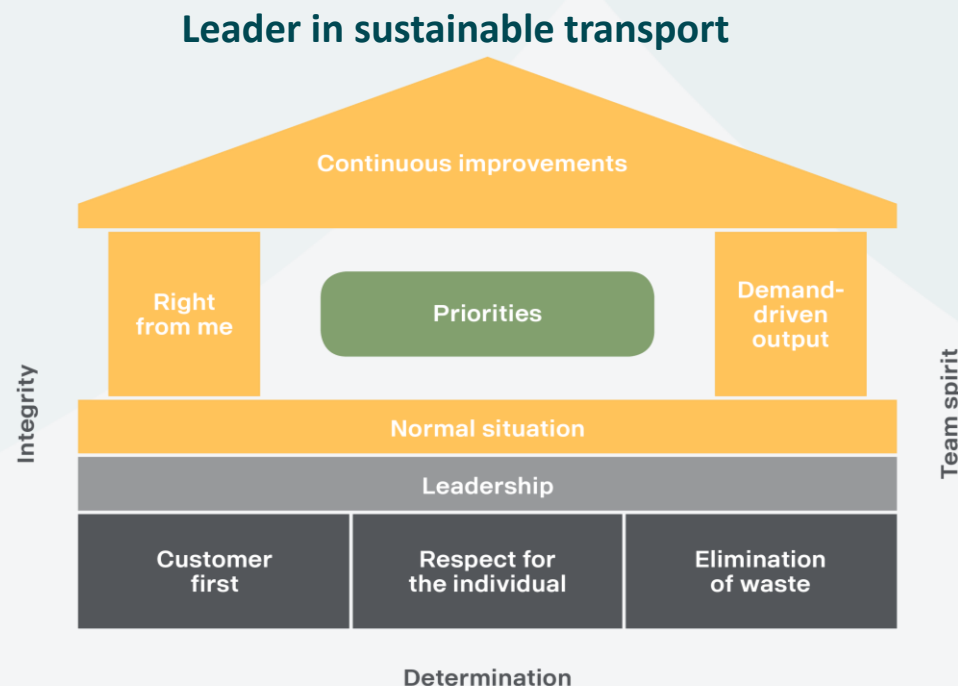 Leader in sustainable transport
Continuous improvements
Right
from me
Priorities
Demand-
driven
output
Integrity
Team spirit
Normal situation
Leadership
Customer
first
Respect for
the individual
Elimination
of waste
Determination